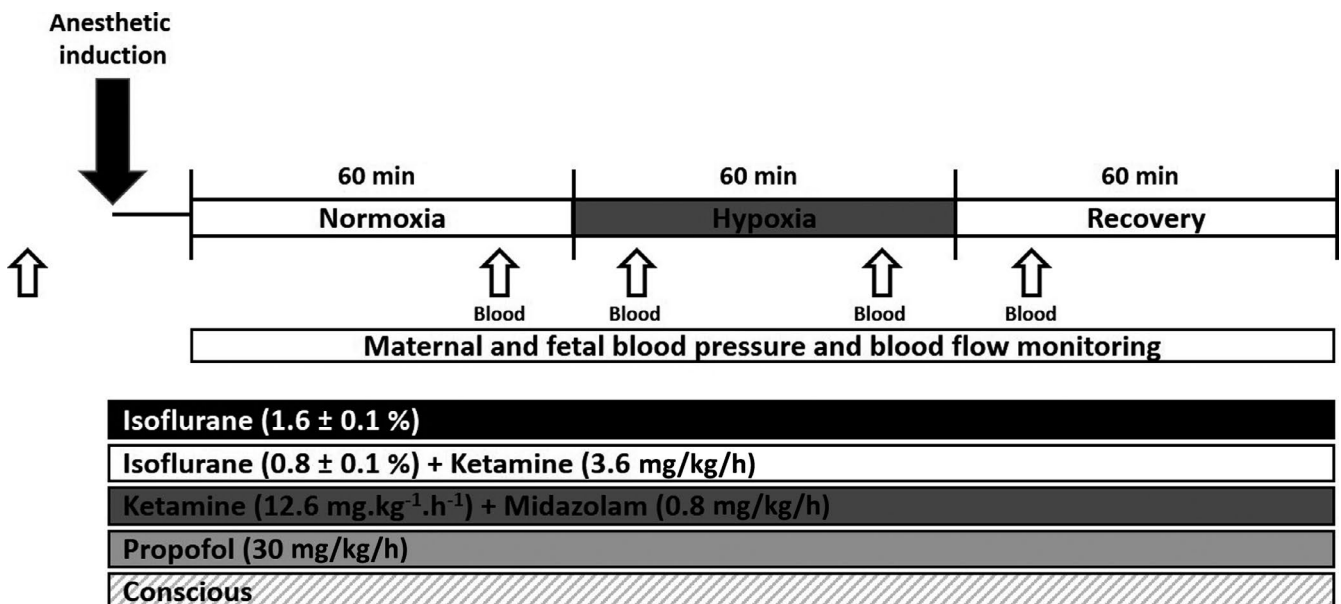 Anesthetic
induction
60 min 60 min 60 min
Normoxia Hypoxia Recovery
Blood Blood Blood Blood
Maternal and fetal blood pressure and blood flow monitoring
Isoflurane (1.6 ± 0.1 %)
Isoflurane (0.8 ± 0.1 %) + Ketamine (3.6 mg/kg/h)
Ketamine (12.6 mg.kg⁻¹.h⁻¹) + Midazolam (0.8 mg/kg/h)
Propofol (30 mg/kg/h)
Conscious